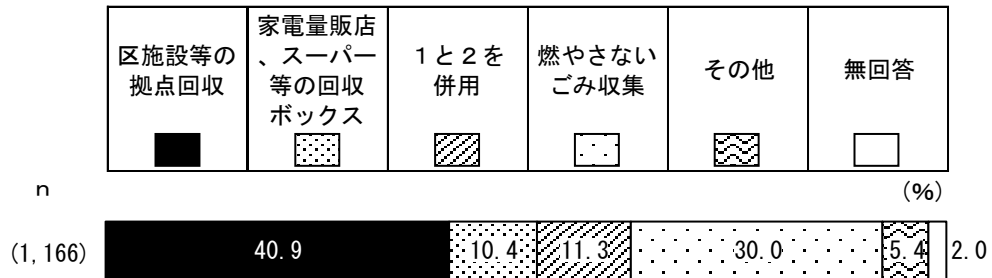 区施設等の
拠点回収
家電量販店
、スーパー
等の回収
ボックス
１と２を
併用
燃やさない
ごみ収集
その他
無回答
n
(%)
(1,166)
40.9
10.4
11.3
30.0
5.4
2.0